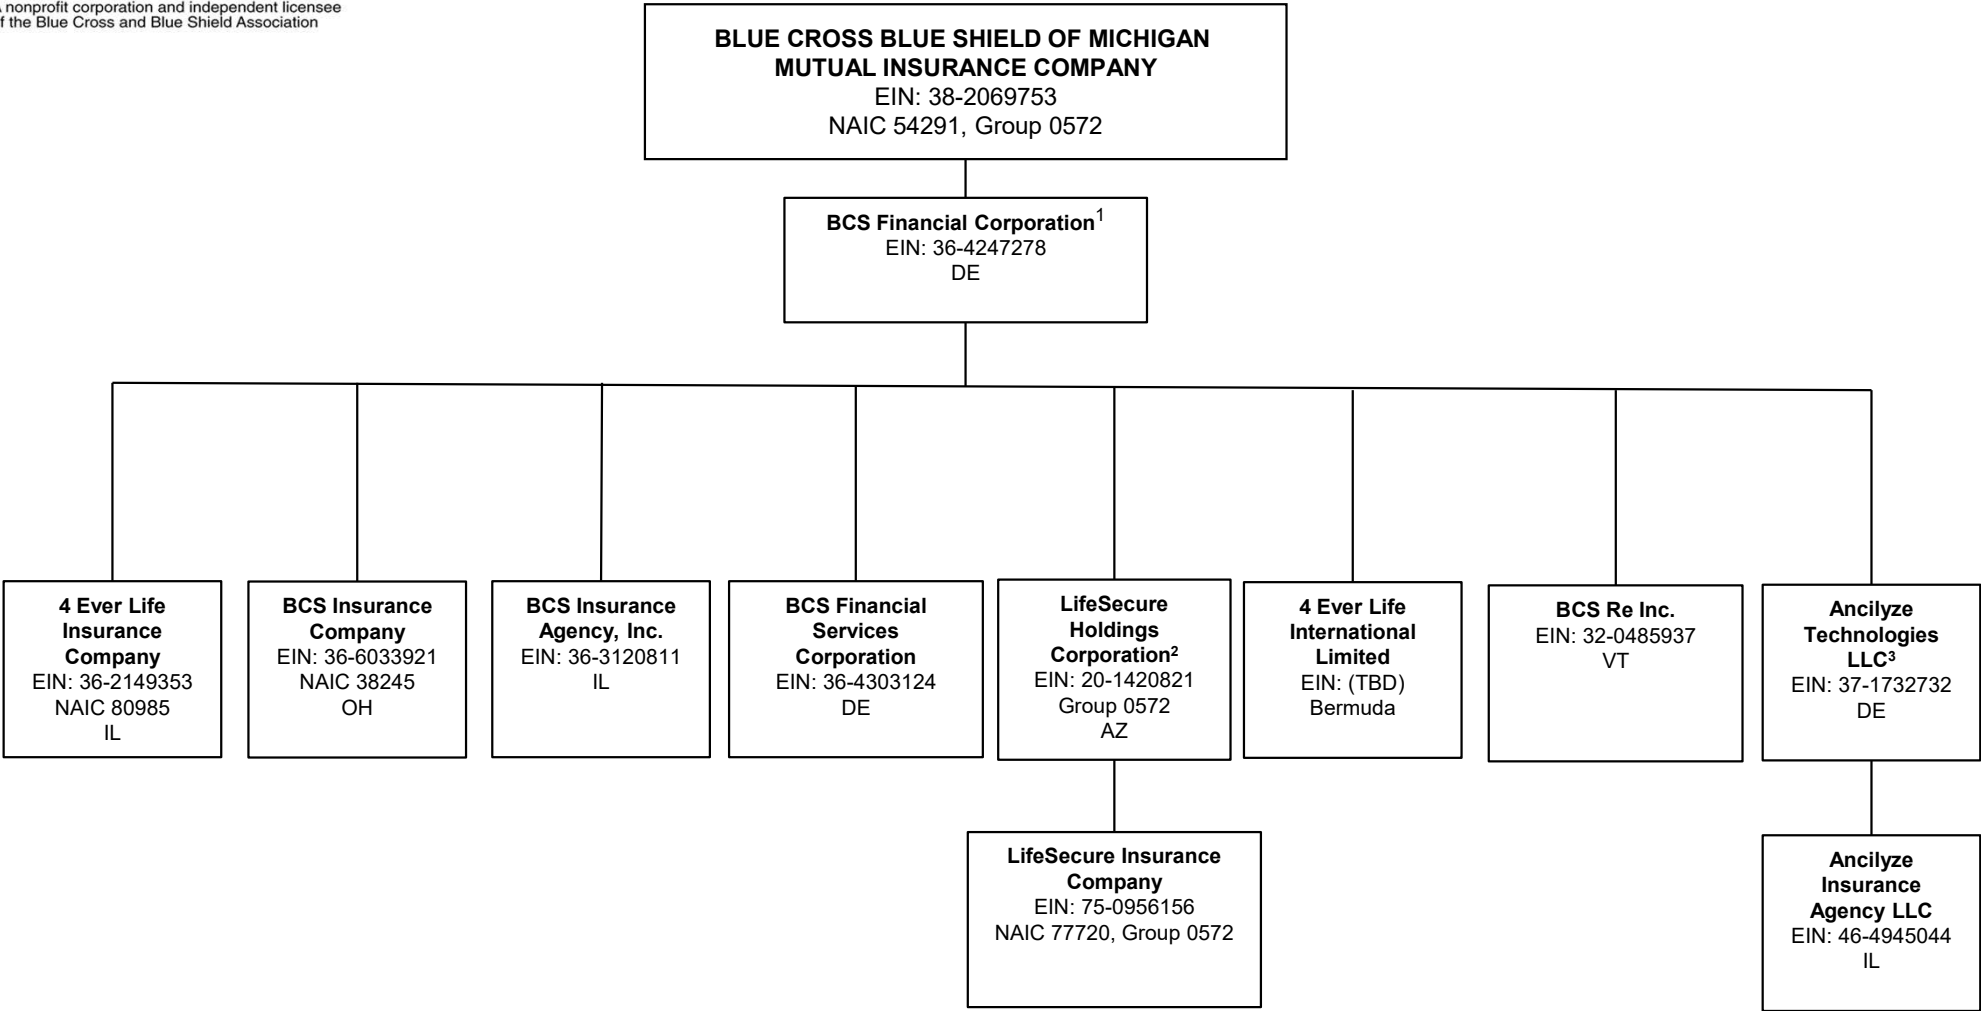 A nonprofit corporation and independent licensee
of the Blue Cross and Blue Shield Association
BLUE CROSS BLUE SHIELD OF MICHIGAN
MUTUAL INSURANCE COMPANY
EIN: 38-2069753
NAIC 54291, Group 0572
BCS Financial Corporation¹
EIN: 36-4247278
DE
4 Ever Life
Insurance
Company
EIN: 36-2149353
NAIC 80985
IL
BCS Insurance
Company
EIN: 36-6033921
NAIC 38245
OH
BCS Insurance
Agency, Inc.
EIN: 36-3120811
IL
BCS Financial
Services
Corporation
EIN: 36-4303124
DE
LifeSecure
Holdings
Corporation²
EIN: 20-1420821
Group 0572
AZ
4 Ever Life
International
Limited
EIN: (TBD)
Bermuda
BCS Re Inc.
EIN: 32-0485937
VT
Ancilyze
Technologies
LLC³
EIN: 37-1732732
DE
LifeSecure Insurance
Company
EIN: 75-0956156
NAIC 77720, Group 0572
Ancilyze
Insurance
Agency LLC
EIN: 46-4945044
IL